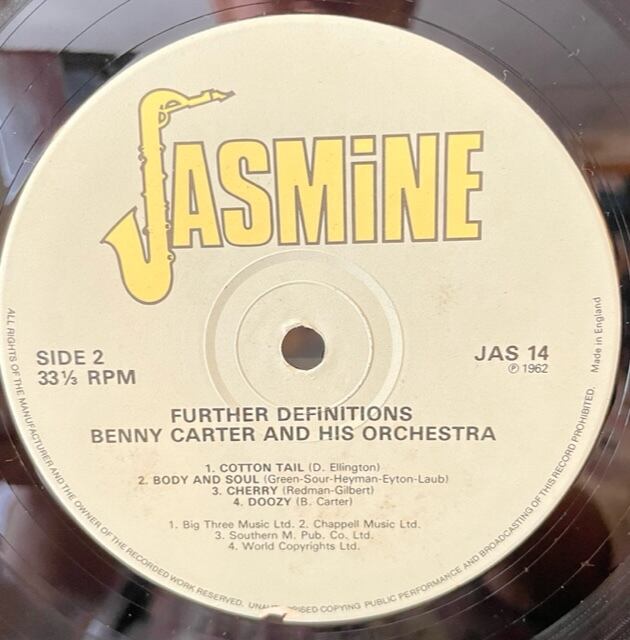 JASMiNE
SIDE 2
33⅓ RPM
JAS 14
℗ 1962
FURTHER DEFINITIONS
BENNY CARTER AND HIS ORCHESTRA
1. COTTON TAIL (D. Ellington)
2. BODY AND SOUL (Green-Sour-Heyman-Eyton-Laub)
3. CHERRY (Redman-Gilbert)
4. DOOZY (B. Carter)
1. Big Three Music Ltd. 2. Chappell Music Ltd.
3. Southern M. Pub. Co. Ltd.
4. World Copyrights Ltd.
ALL RIGHTS OF THE MANUFACTURER AND THE OWNER OF THE RECORDED WORK RESERVED. UNAUTHORISED COPYING PUBLIC PERFORMANCE AND BROADCASTING OF THIS RECORD PROHIBITED. Made in England